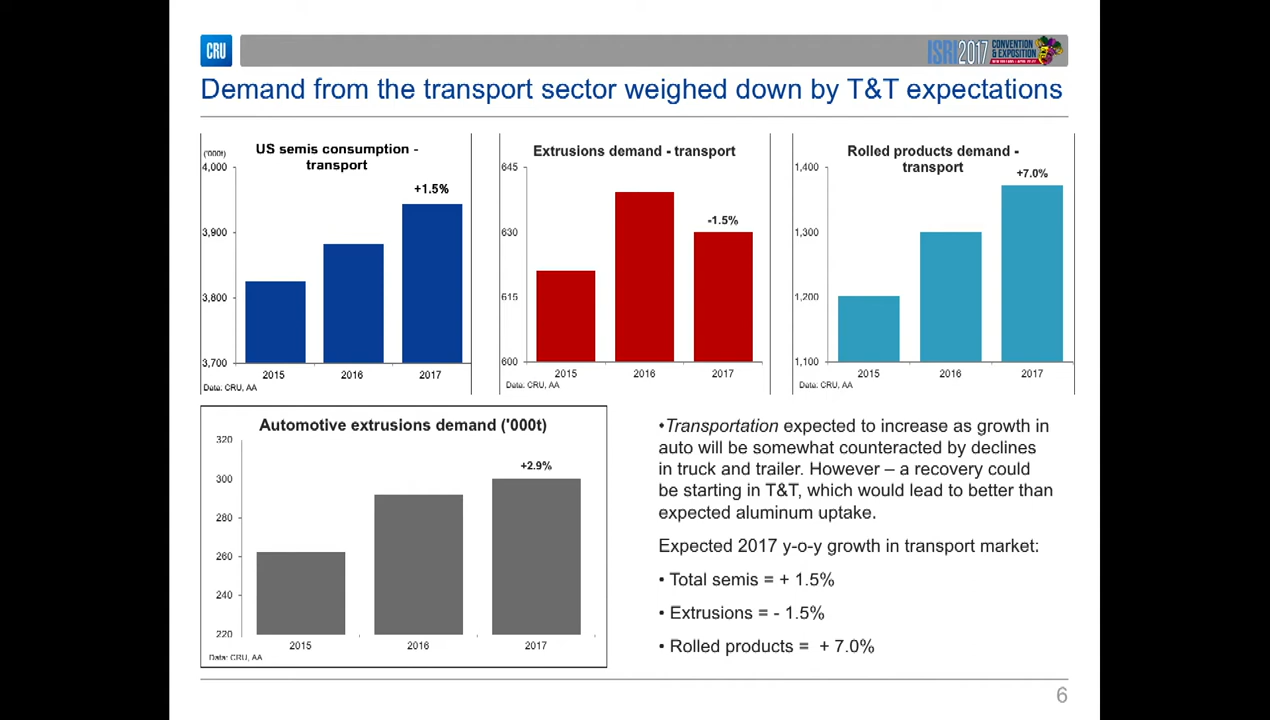 CRU
ISRI2017 CONVENTION
& EXPOSITION
Demand from the transport sector weighed down by T&T expectations
('000t)
US semis consumption -
transport
4,000
3,900
3,800
3,700
+1.5%
2015 2016 2017
Data: CRU, AA
Extrusions demand - transport
645
630
615
600
-1.5%
2015 2016 2017
Data: CRU, AA
Rolled products demand -
transport
1,400
1,300
1,200
1,100
+7.0%
2015 2016 2017
Data: CRU, AA
Automotive extrusions demand ('000t)
320
300
280
260
240
220
+2.9%
2015 2016 2017
Data: CRU, AA
•Transportation expected to increase as growth in
auto will be somewhat counteracted by declines
in truck and trailer. However – a recovery could
be starting in T&T, which would lead to better than
expected aluminum uptake.
Expected 2017 y-o-y growth in transport market:
• Total semis = + 1.5%
• Extrusions = - 1.5%
• Rolled products = + 7.0%
6